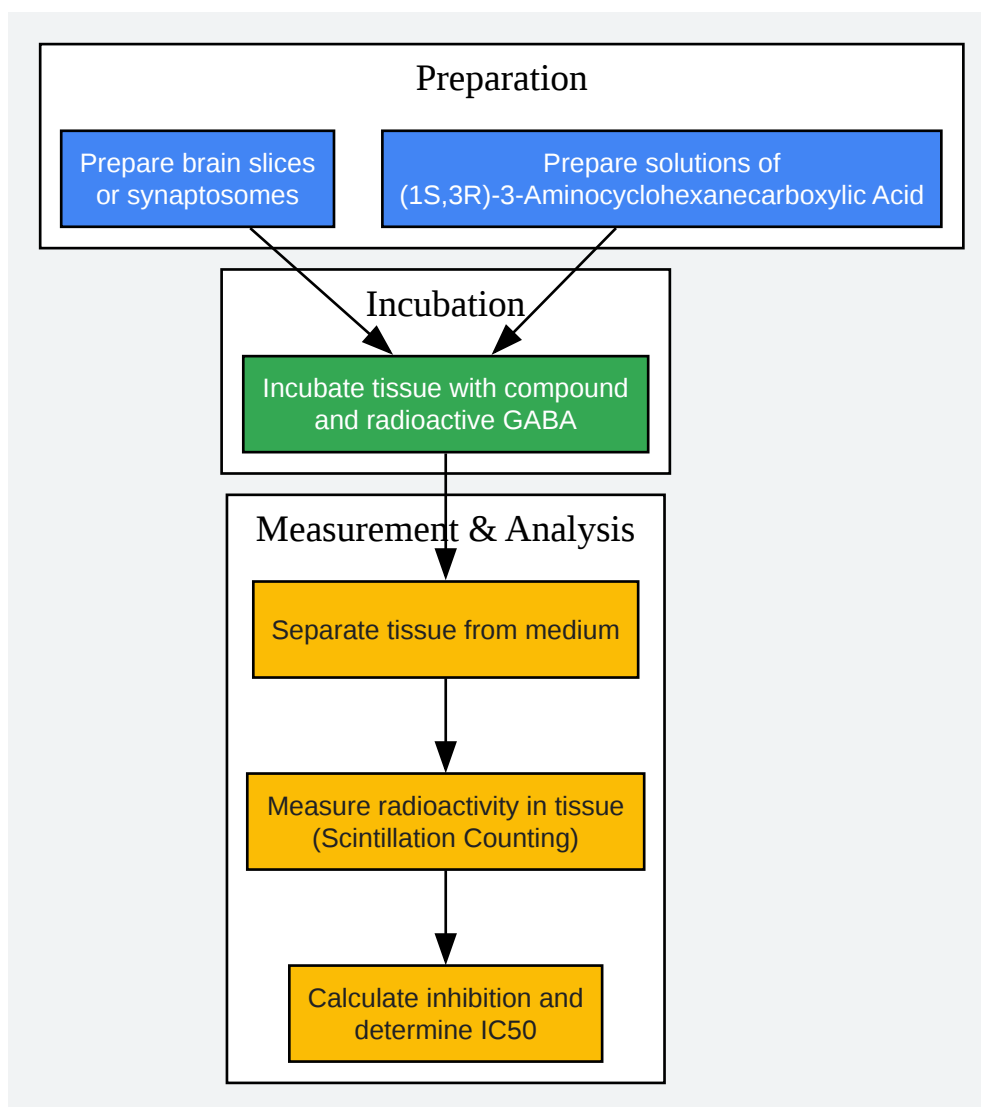 Preparation
Prepare brain slices
or synaptosomes
Prepare solutions of
(1S,3R)-3-Aminocyclohexanecarboxylic Acid
Incubation
Incubate tissue with compound
and radioactive GABA
Measurement & Analysis
Separate tissue from medium
Measure radioactivity in tissue
(Scintillation Counting)
Calculate inhibition and
determine IC50